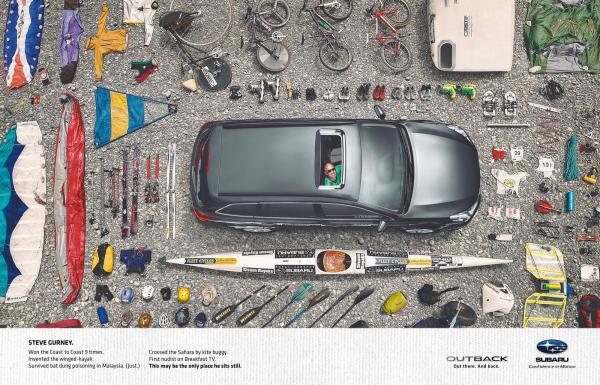 STEVE GURNEY.
Won the Coast to Coast 9 times.
Invented the winged-kayak.
Survived bat dung poisoning in Malaysia. (Just.)
Crossed the Sahara by kite buggy.
First nudist on Breakfast TV.
This may be the only place he sits still.
OUTBACK
Out there. And back.
SUBARU
Confidence in Motion
SUBARU
SUBARU